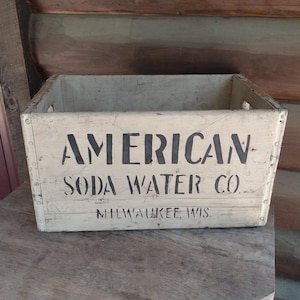 AMERICAN
SODA WATER CO.
MILWAUKEE, WIS.